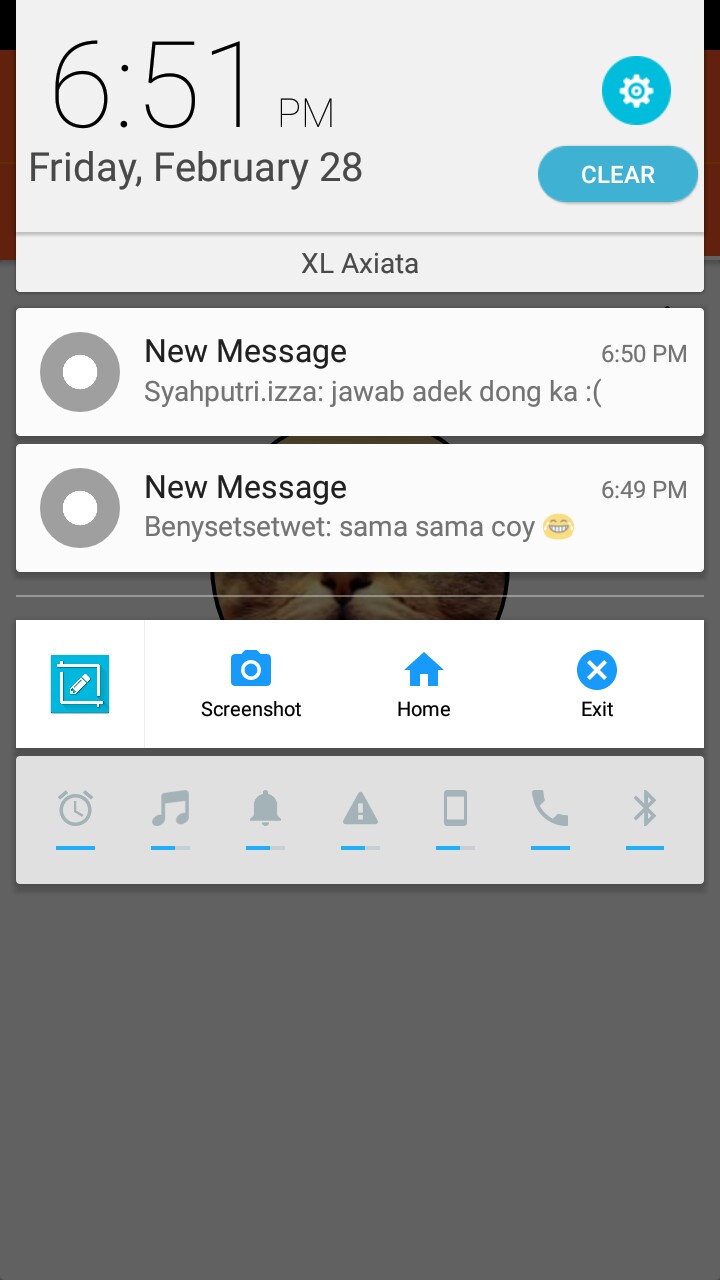 6:51 PM
Friday, February 28
CLEAR
XL Axiata
New Message
6:50 PM
Syahputri.izza: jawab adek dong ka :(
New Message
6:49 PM
Benysetsetwet: sama sama coy 😁
Screenshot
Home
Exit